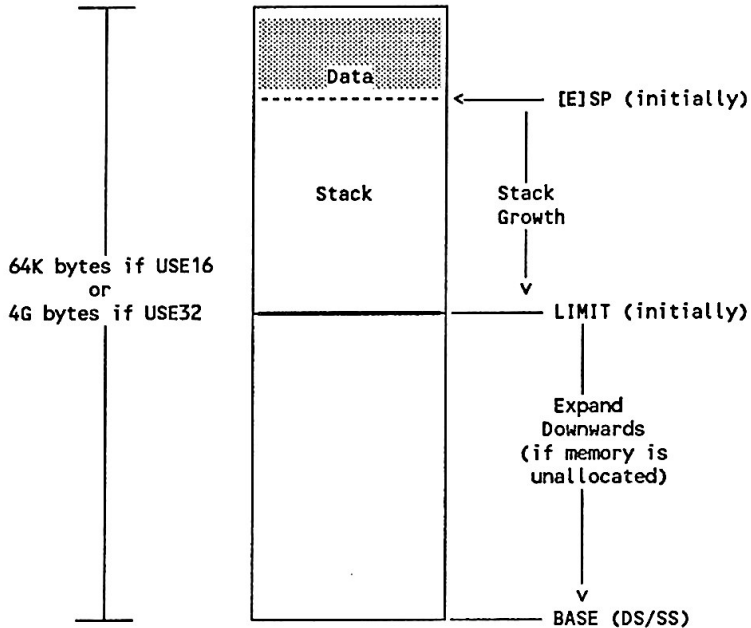 Data
[E]SP (initially)
Stack
Stack
Growth
64K bytes if USE16
or
4G bytes if USE32
LIMIT (initially)
Expand
Downwards
(if memory is
unallocated)
BASE (DS/SS)